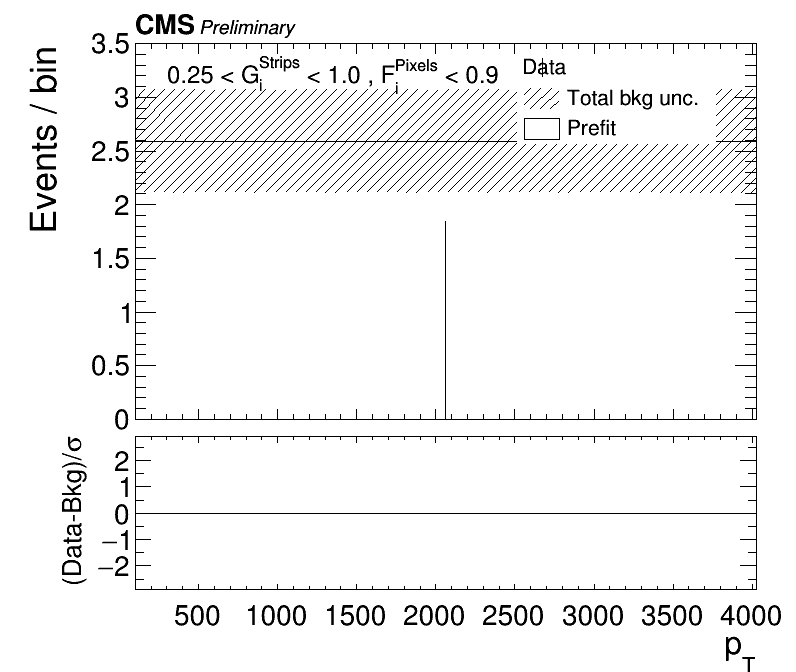 CMS Preliminary
Events / bin
3.5
3
2.5
2
1.5
1
0.5
0
0.25 < G_i^Strips < 1.0 , F_i^Pixels < 0.9
Data
Total bkg unc.
Prefit
(Data-Bkg)/σ
2
1
0
−1
−2
500 1000 1500 2000 2500 3000 3500 4000
p_T